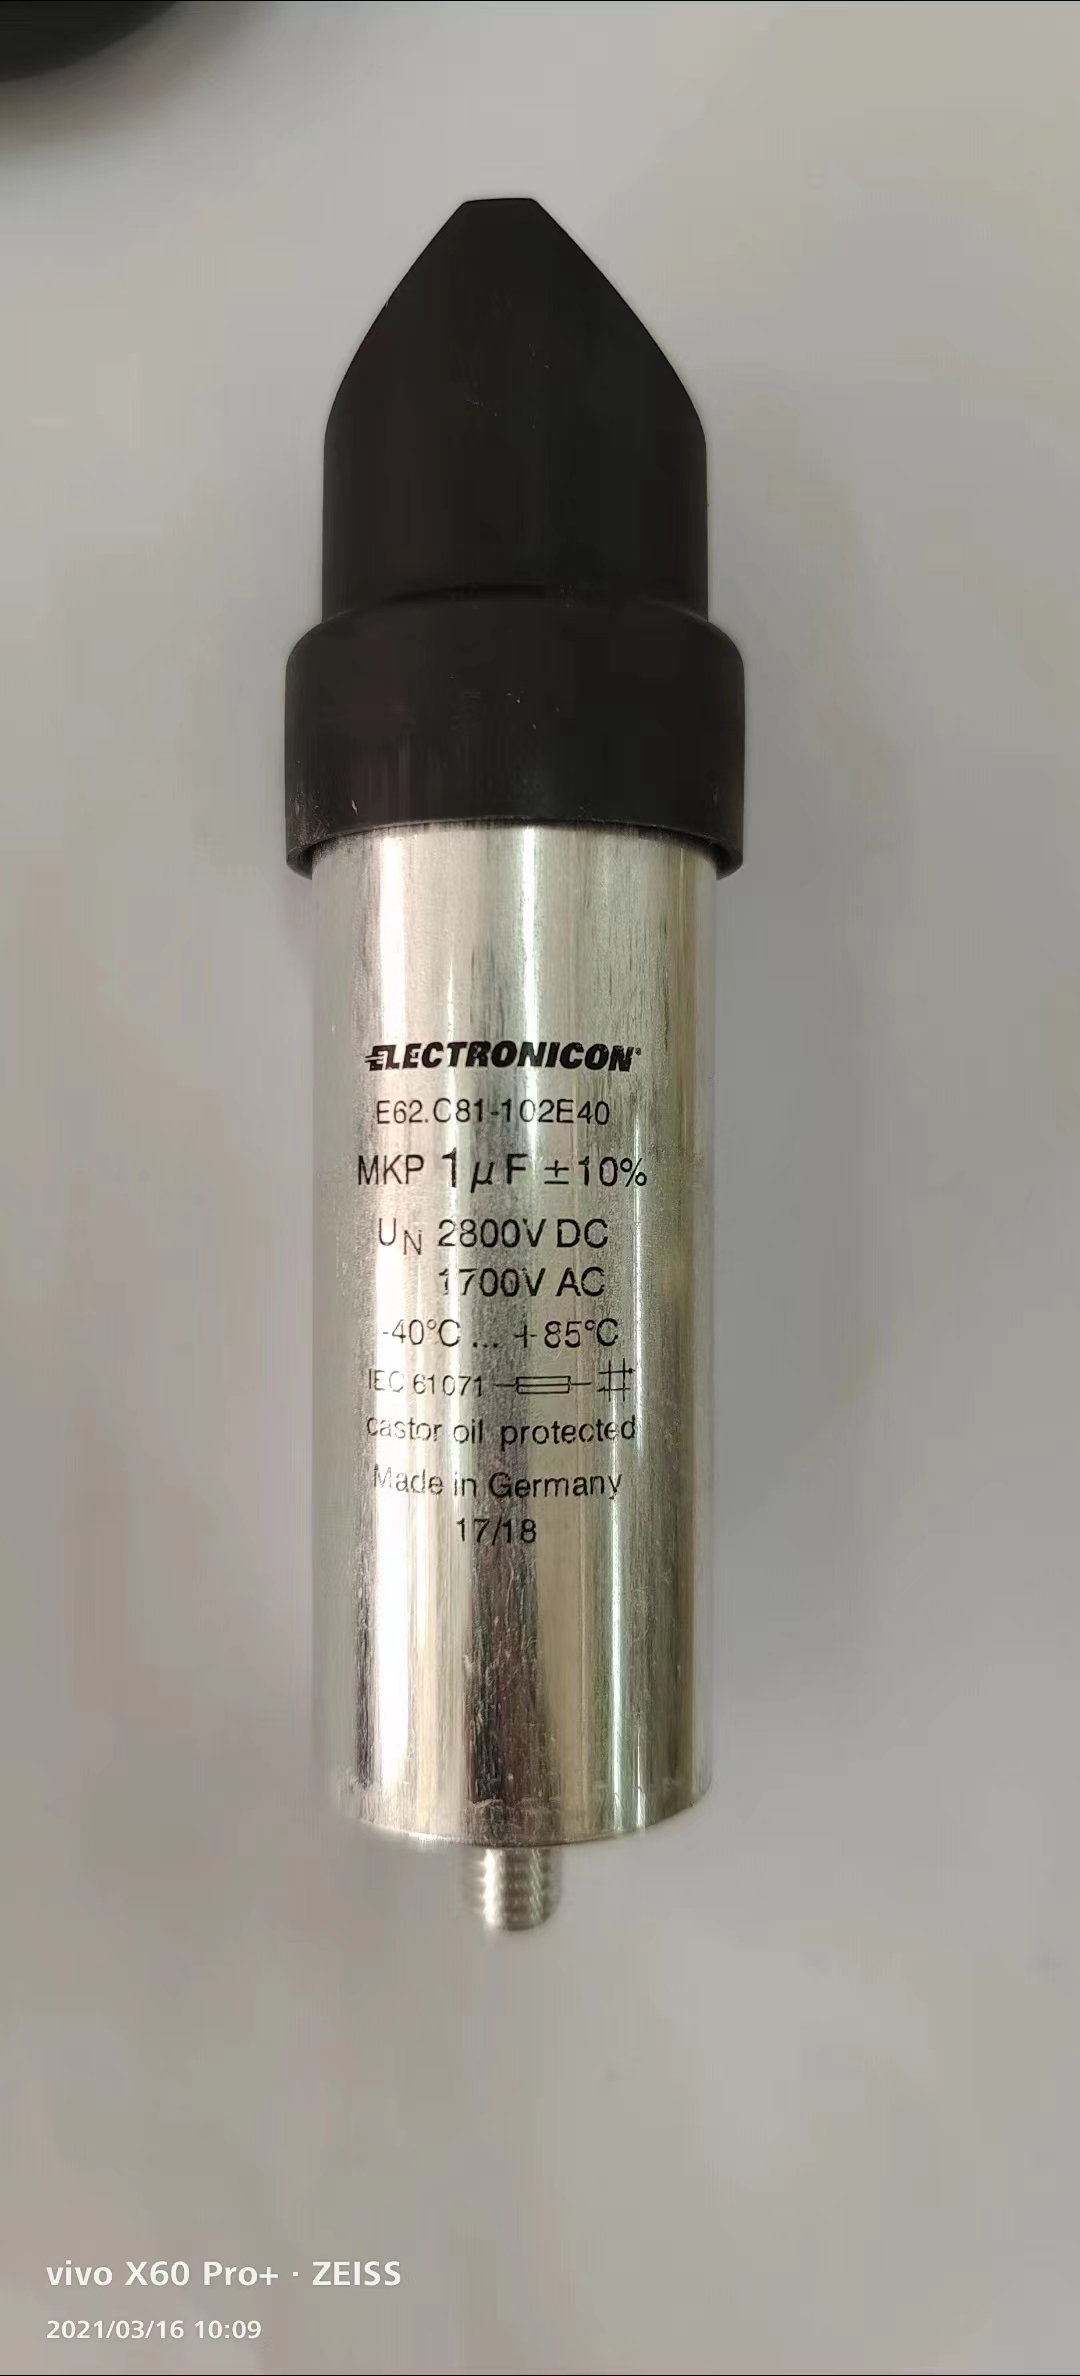 ELECTRONICON®
E62.C81-102E40
MKP 1µF ±10%
UN 2800V DC
1700V AC
-40°C ... +85°C
IEC 61071
castor oil protected
Made in Germany
17/18
vivo X60 Pro+ · ZEISS
2021/03/16 10:09